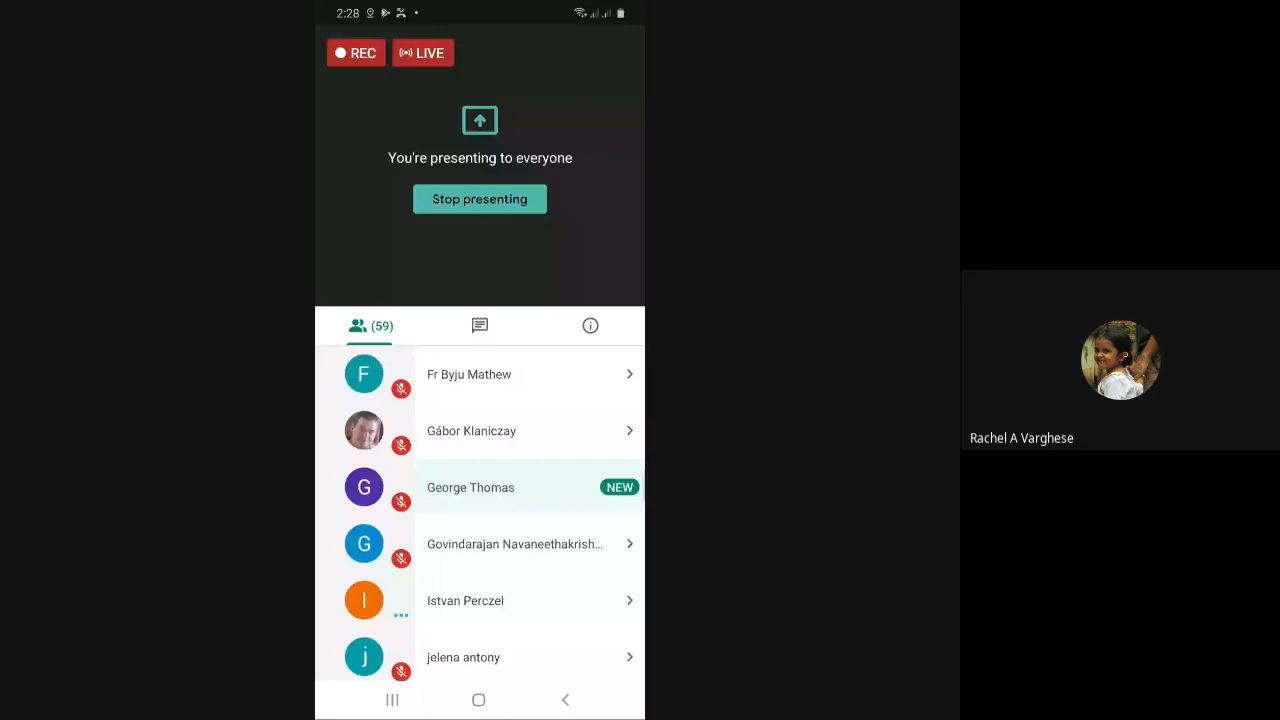 2:28
REC
LIVE
You're presenting to everyone
Stop presenting
(59)
F
Fr Byju Mathew
Gábor Klaniczay
G
George Thomas
NEW
G
Govindarajan Navaneethakrish...
I
Istvan Perczel
j
jelena antony
Rachel A Varghese